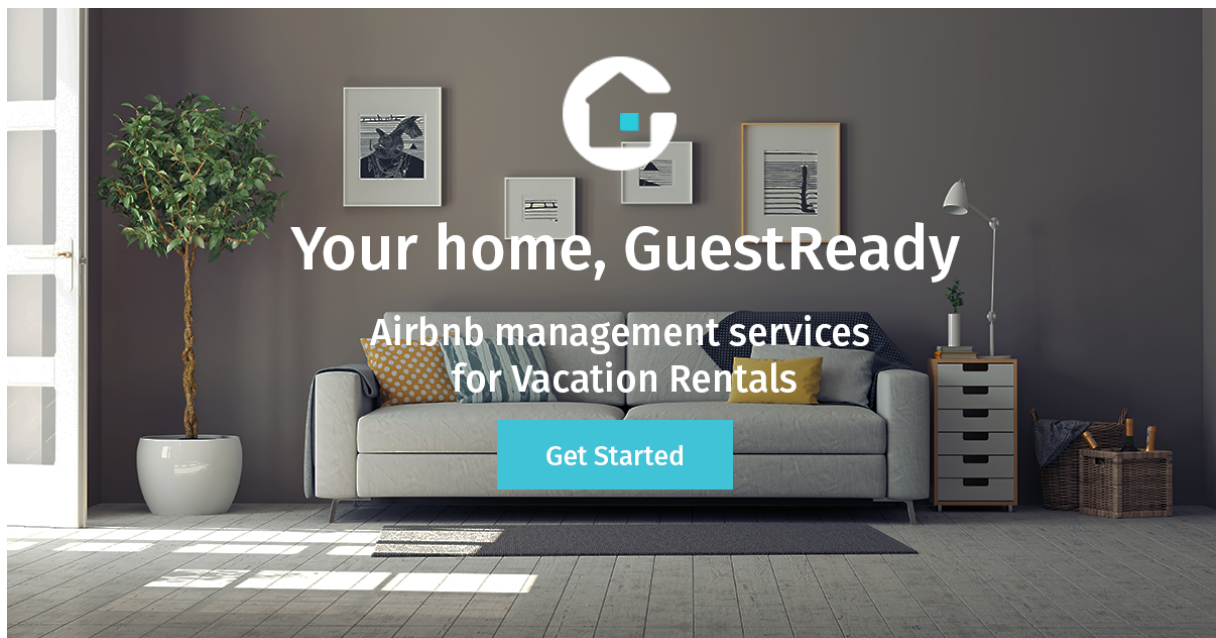 Your home, GuestReady
Airbnb management services
for Vacation Rentals
Get Started